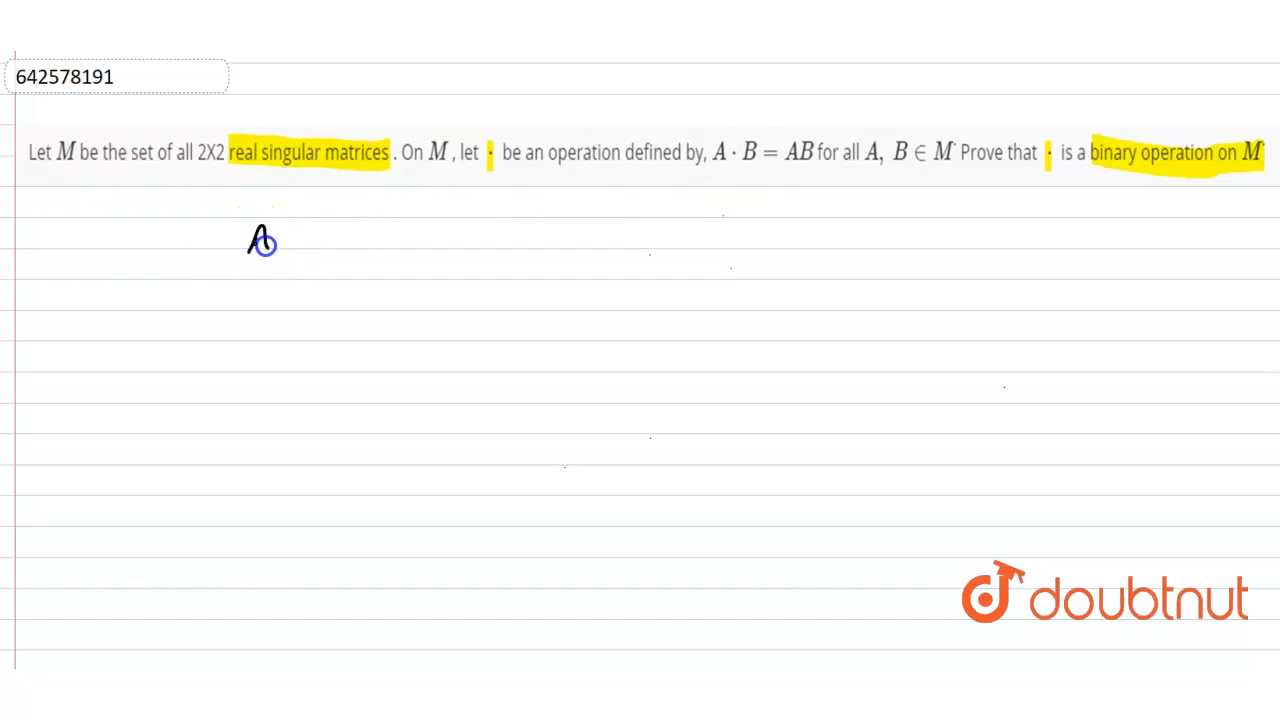 642578191
Let M be the set of all 2X2 real singular matrices . On M , let · be an operation defined by, A · B = AB for all A, B ∈ M˙ Prove that · is a binary operation on M˙
A
doubtnut